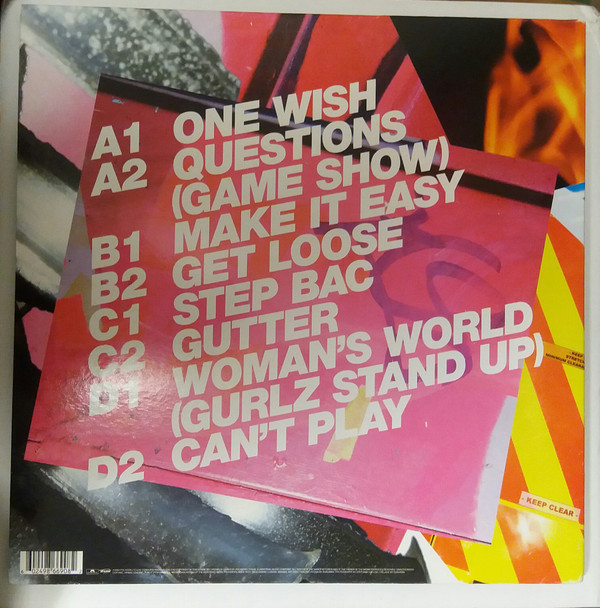 A1 ONE WISH
A2 QUESTIONS
(GAME SHOW)
B1 MAKE IT EASY
B2 GET LOOSE
C1 STEP BAC
C2 GUTTER
D1 WOMAN'S WORLD
(GURLZ STAND UP)
D2 CAN'T PLAY
KEEP
- KEEP CLEAR -